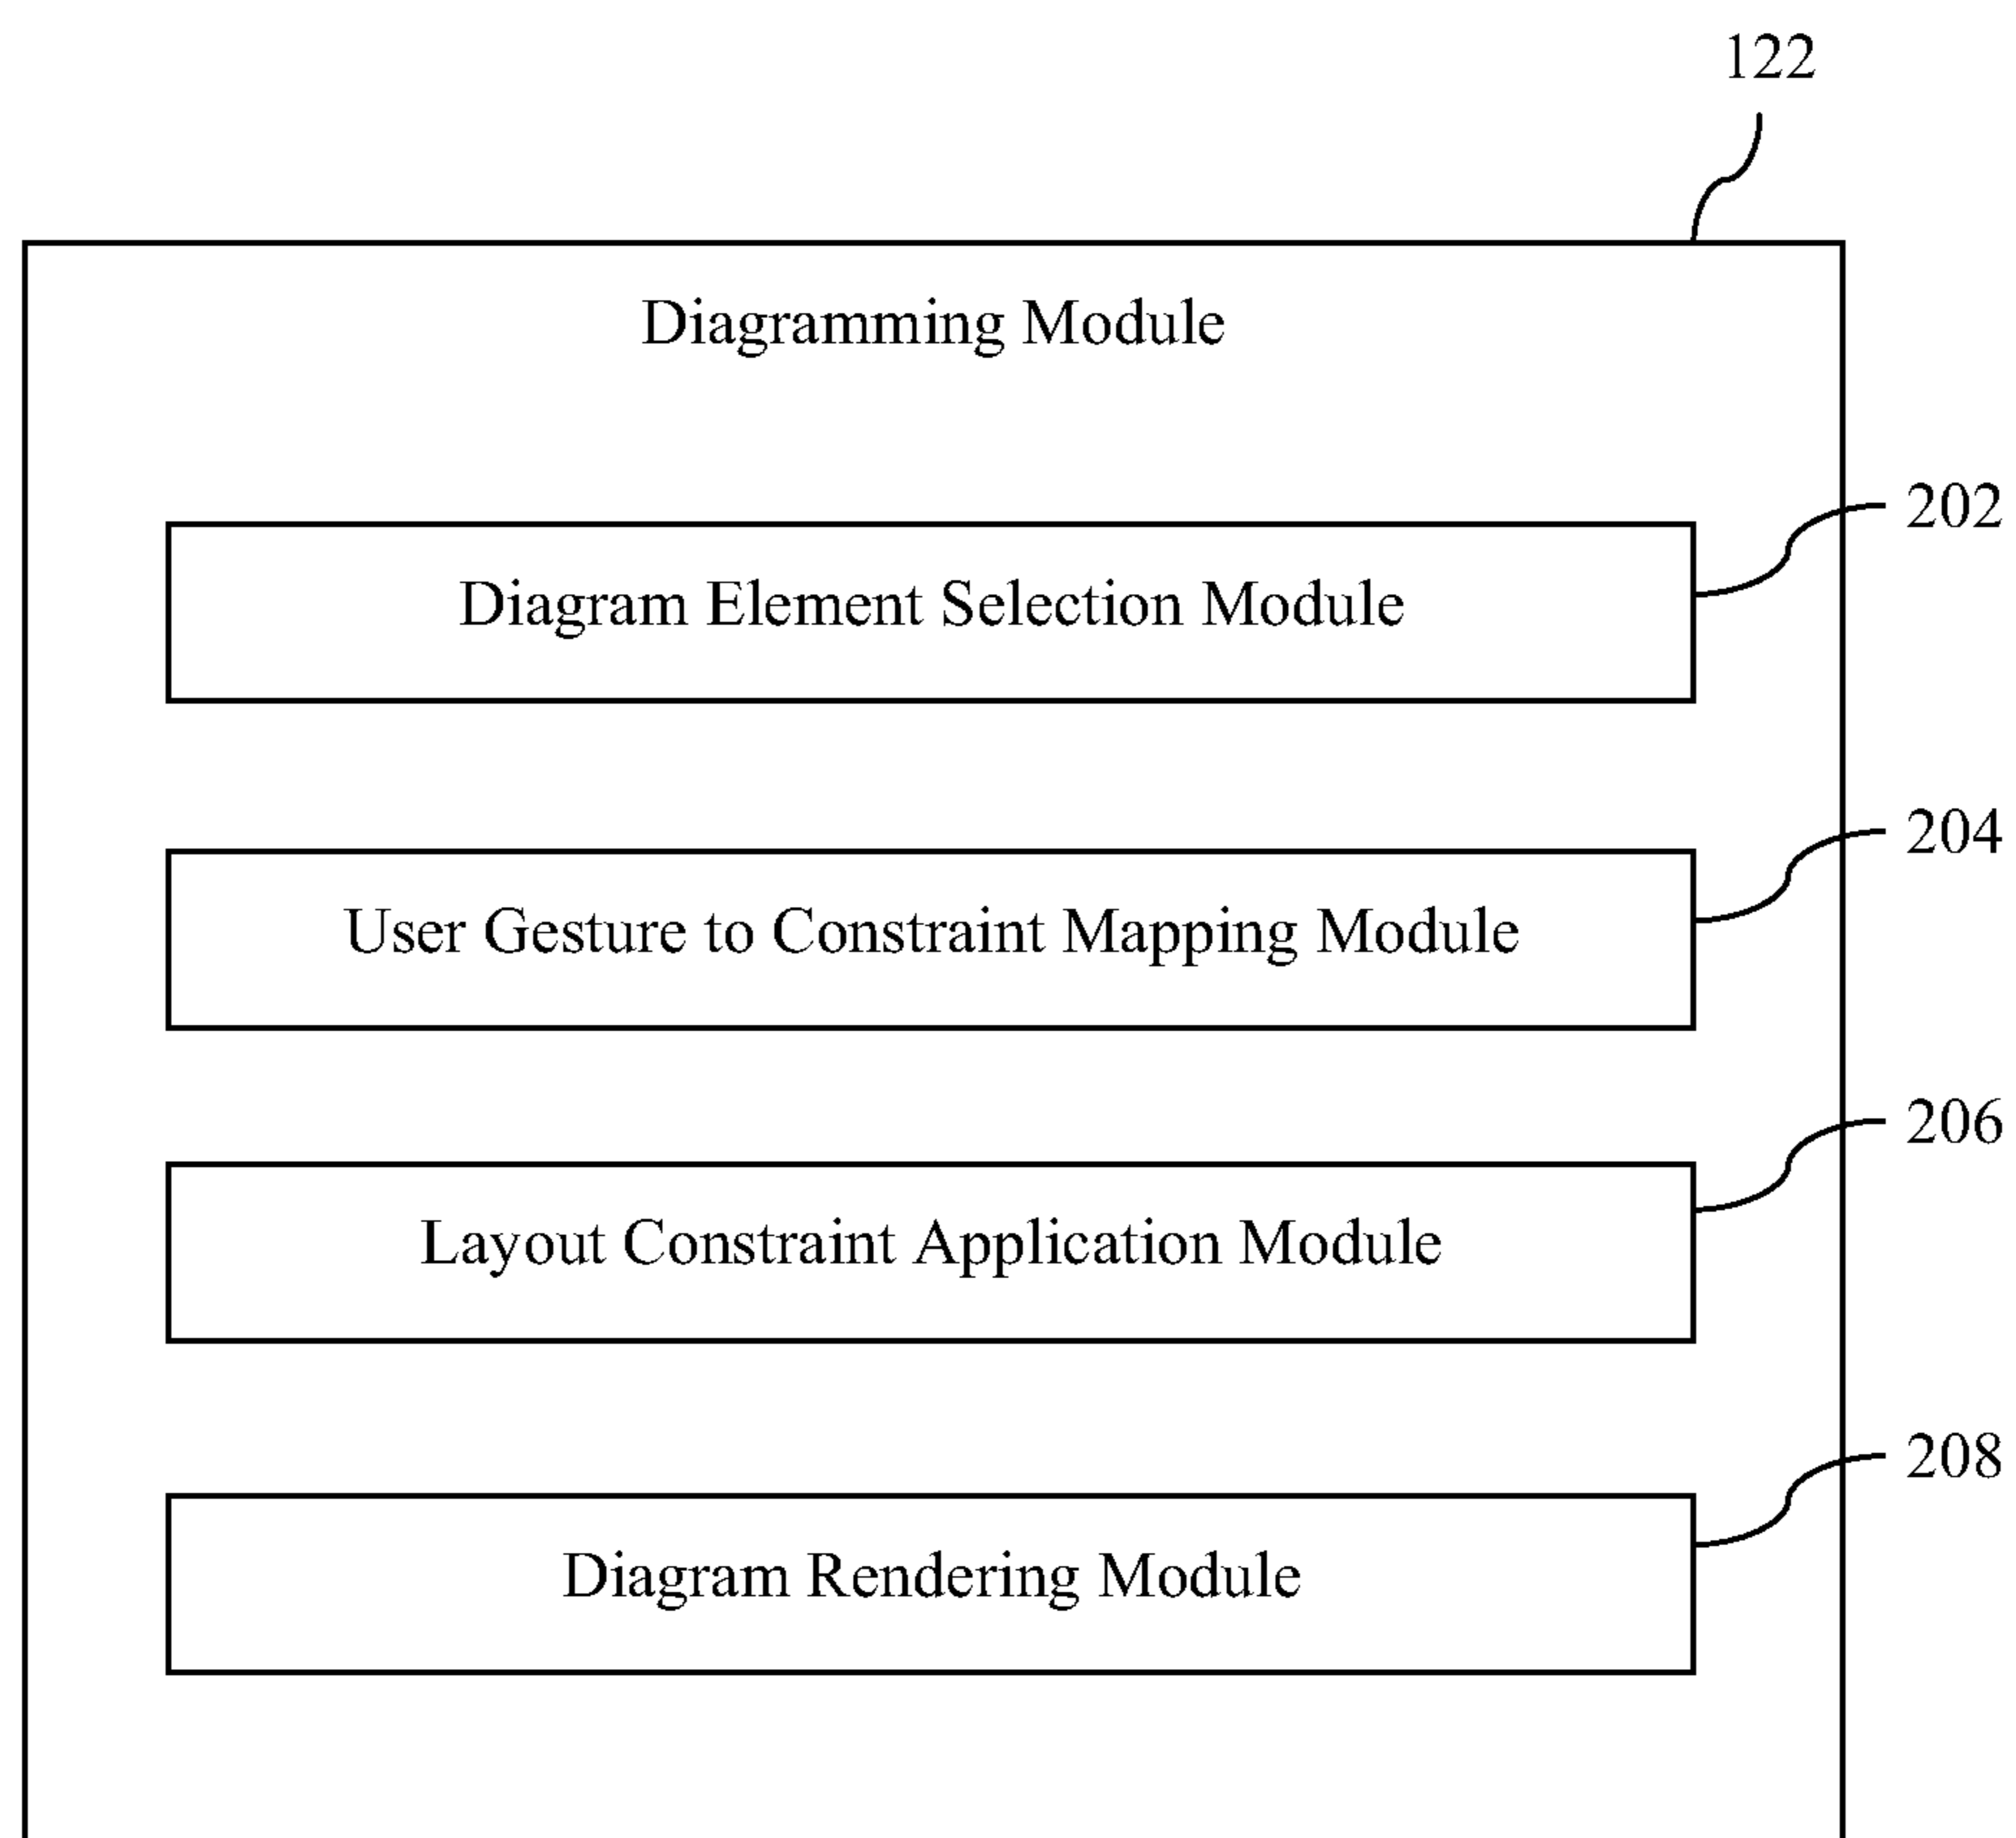 122
Diagramming Module
202
Diagram Element Selection Module
204
User Gesture to Constraint Mapping Module
206
Layout Constraint Application Module
208
Diagram Rendering Module